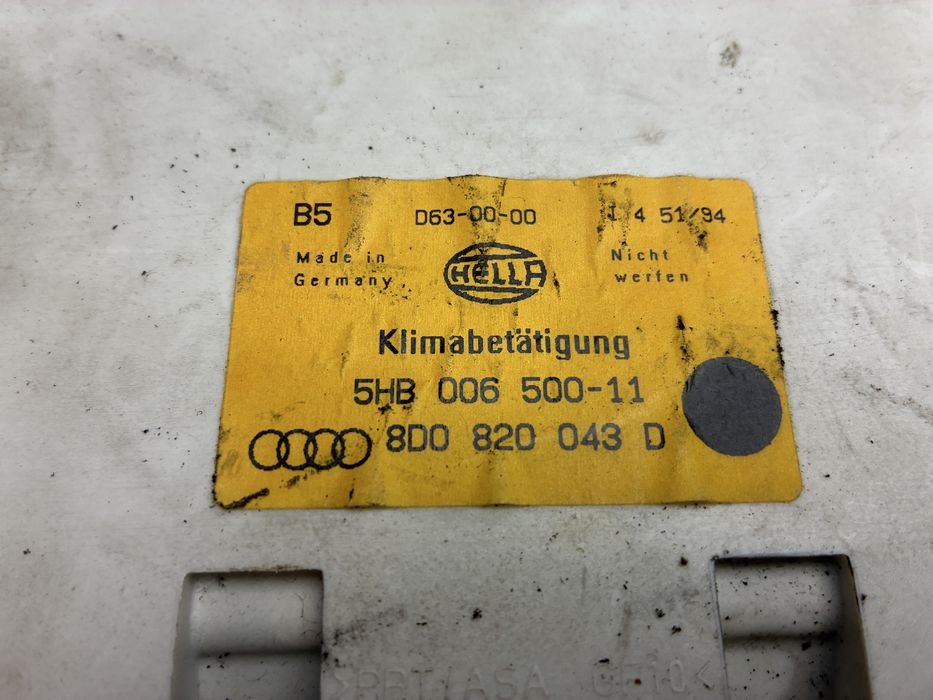 B5 D63-00-00 I 4 51/94
Made in Germany
HELLA
Nicht werfen
Klimabetätigung
5HB 006 500-11
8D0 820 043 D